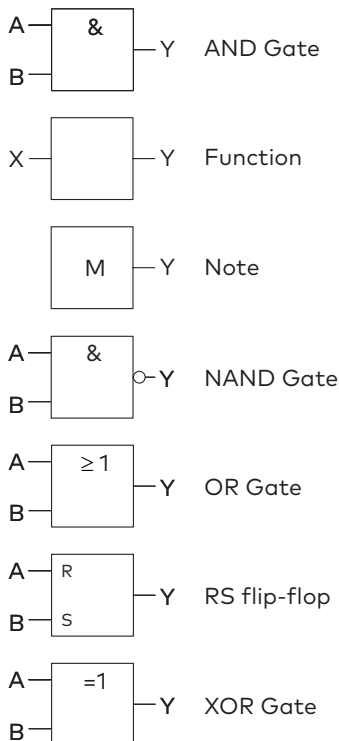 A
&
Y AND Gate
B
X Y Function
M Y Note
A
&
Y NAND Gate
B
A
≥ 1
Y OR Gate
B
A R
Y RS flip-flop
B S
A
=1
Y XOR Gate
B